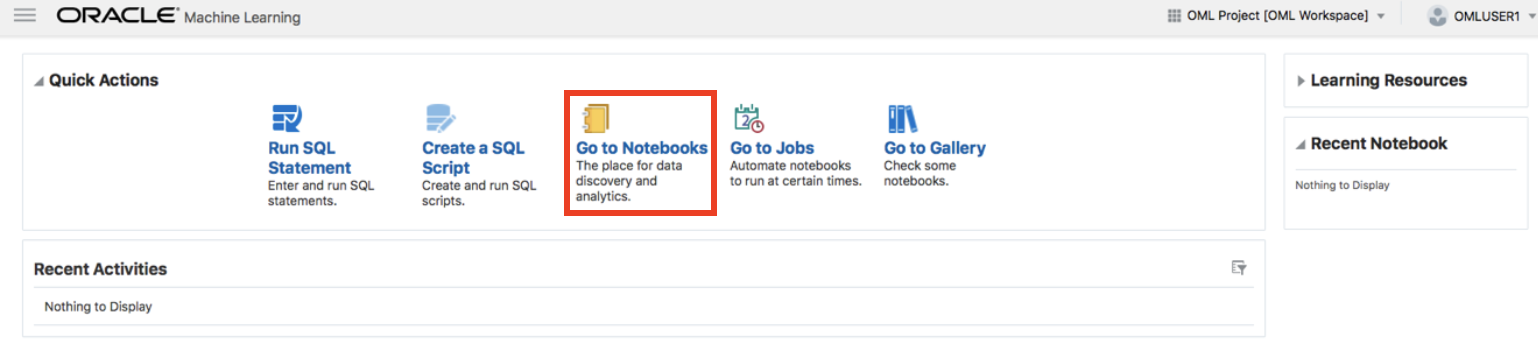 ORACLE® Machine Learning
OML Project [OML Workspace]
OMLUSER1
Quick Actions
Run SQL
Statement
Enter and run SQL
statements.
Create a SQL
Script
Create and run SQL
scripts.
Go to Notebooks
The place for data
discovery and
analytics.
2
Go to Jobs
Automate notebooks
to run at certain times.
Go to Gallery
Check some
notebooks.
Learning Resources
Recent Notebook
Nothing to Display
Recent Activities
Nothing to Display